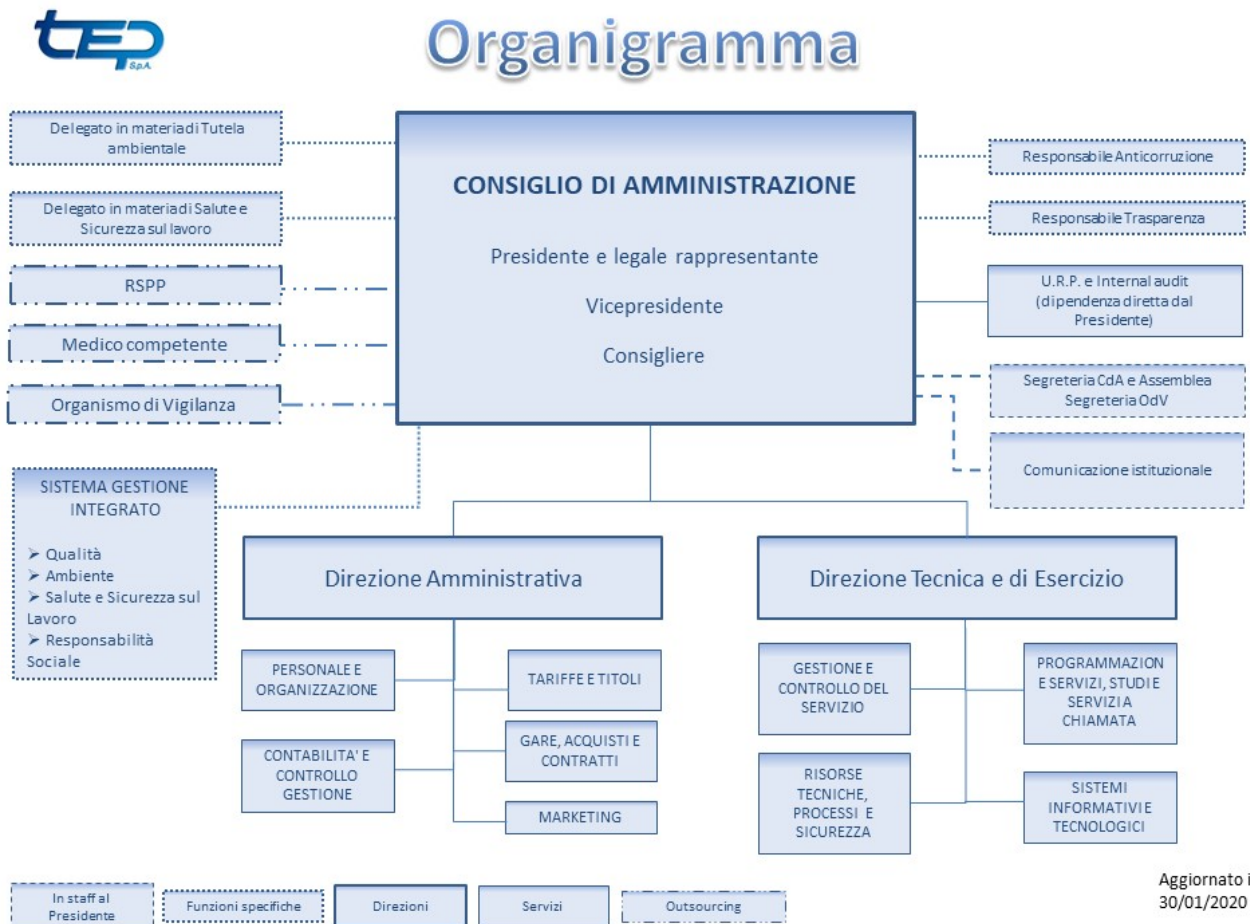 tep
S.p.A.
Organigramma
Delegato in materia di Tutela
ambientale
Delegato in materia di Salute e
Sicurezza sul lavoro
RSPP
Medico competente
Organismo di Vigilanza
CONSIGLIO DI AMMINISTRAZIONE
Presidente e legale rappresentante
Vicepresidente
Consigliere
Responsabile Anticorruzione
Responsabile Trasparenza
U.R.P. e Internal audit
(dipendenza diretta dal
Presidente)
Segreteria CdA e Assemblea
Segreteria OdV
Comunicazione istituzionale
SISTEMA GESTIONE
INTEGRATO
➢ Qualità
➢ Ambiente
➢ Salute e Sicurezza sul
Lavoro
➢ Responsabilità
Sociale
Direzione Amministrativa
PERSONALE E
ORGANIZZAZIONE
TARIFFE E TITOLI
CONTABILITA' E
CONTROLLO
GESTIONE
GARE, ACQUISTI E
CONTRATTI
MARKETING
Direzione Tecnica e di Esercizio
GESTIONE E
CONTROLLO DEL
SERVIZIO
PROGRAMMAZION
E SERVIZI, STUDI E
SERVIZI A
CHIAMATA
RISORSE
TECNICHE,
PROCESSI E
SICUREZZA
SISTEMI
INFORMATIVI E
TECNOLOGICI
In staff al
Presidente
Funzioni specifiche
Direzioni
Servizi
Outsourcing
Aggiornato i
30/01/2020